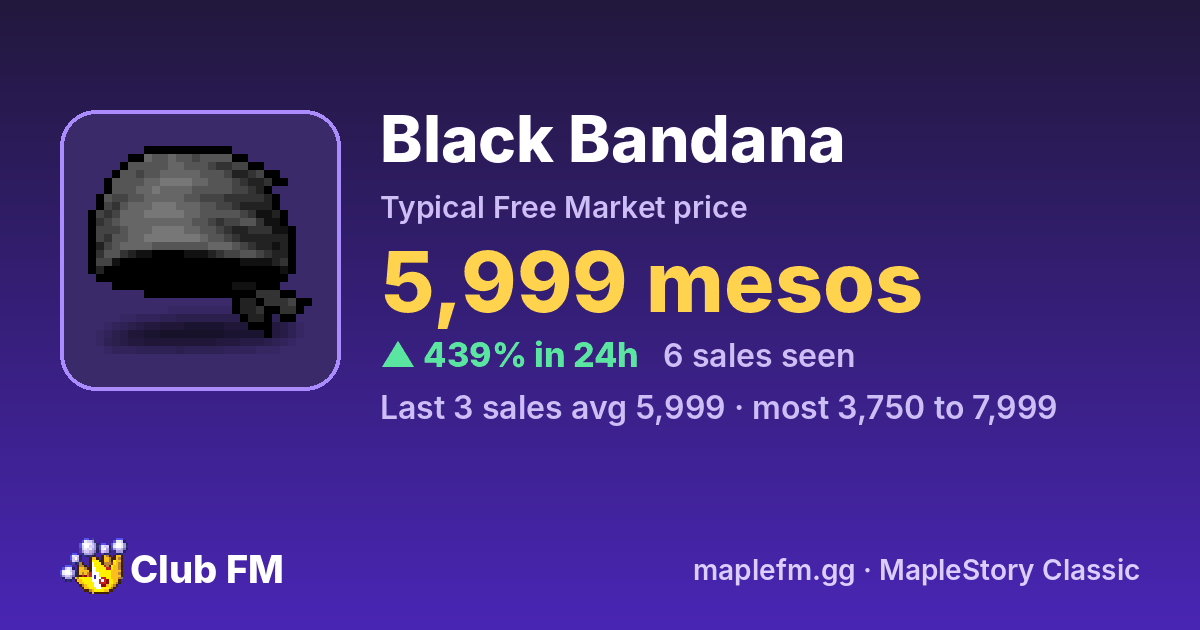 Black Bandana
Typical Free Market price
5,999 mesos
▲ 439% in 24h 6 sales seen
Last 3 sales avg 5,999 · most 3,750 to 7,999
Club FM
maplefm.gg · MapleStory Classic